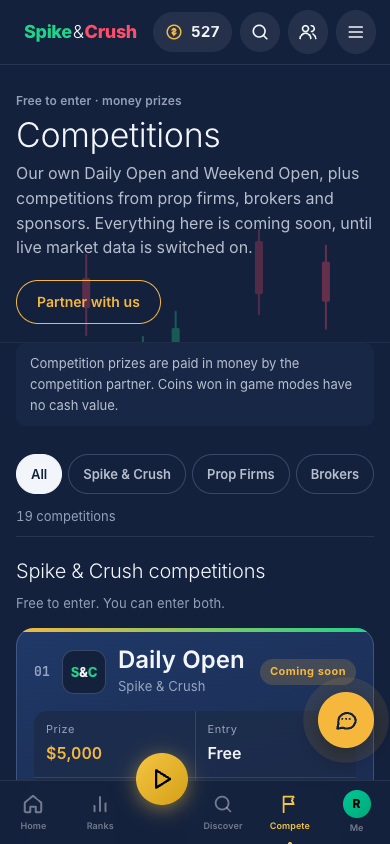 Spike&Crush
527
Free to enter · money prizes
Competitions
Our own Daily Open and Weekend Open, plus
competitions from prop firms, brokers and
sponsors. Everything here is coming soon, until
live market data is switched on.
Partner with us
Competition prizes are paid in money by the
competition partner. Coins won in game modes have
no cash value.
All
Spike & Crush
Prop Firms
Brokers
19 competitions
Spike & Crush competitions
Free to enter. You can enter both.
01
S&C
Daily Open
Spike & Crush
Coming soon
Prize
Entry
$5,000
Free
R
Home
Ranks
Discover
Compete
Me